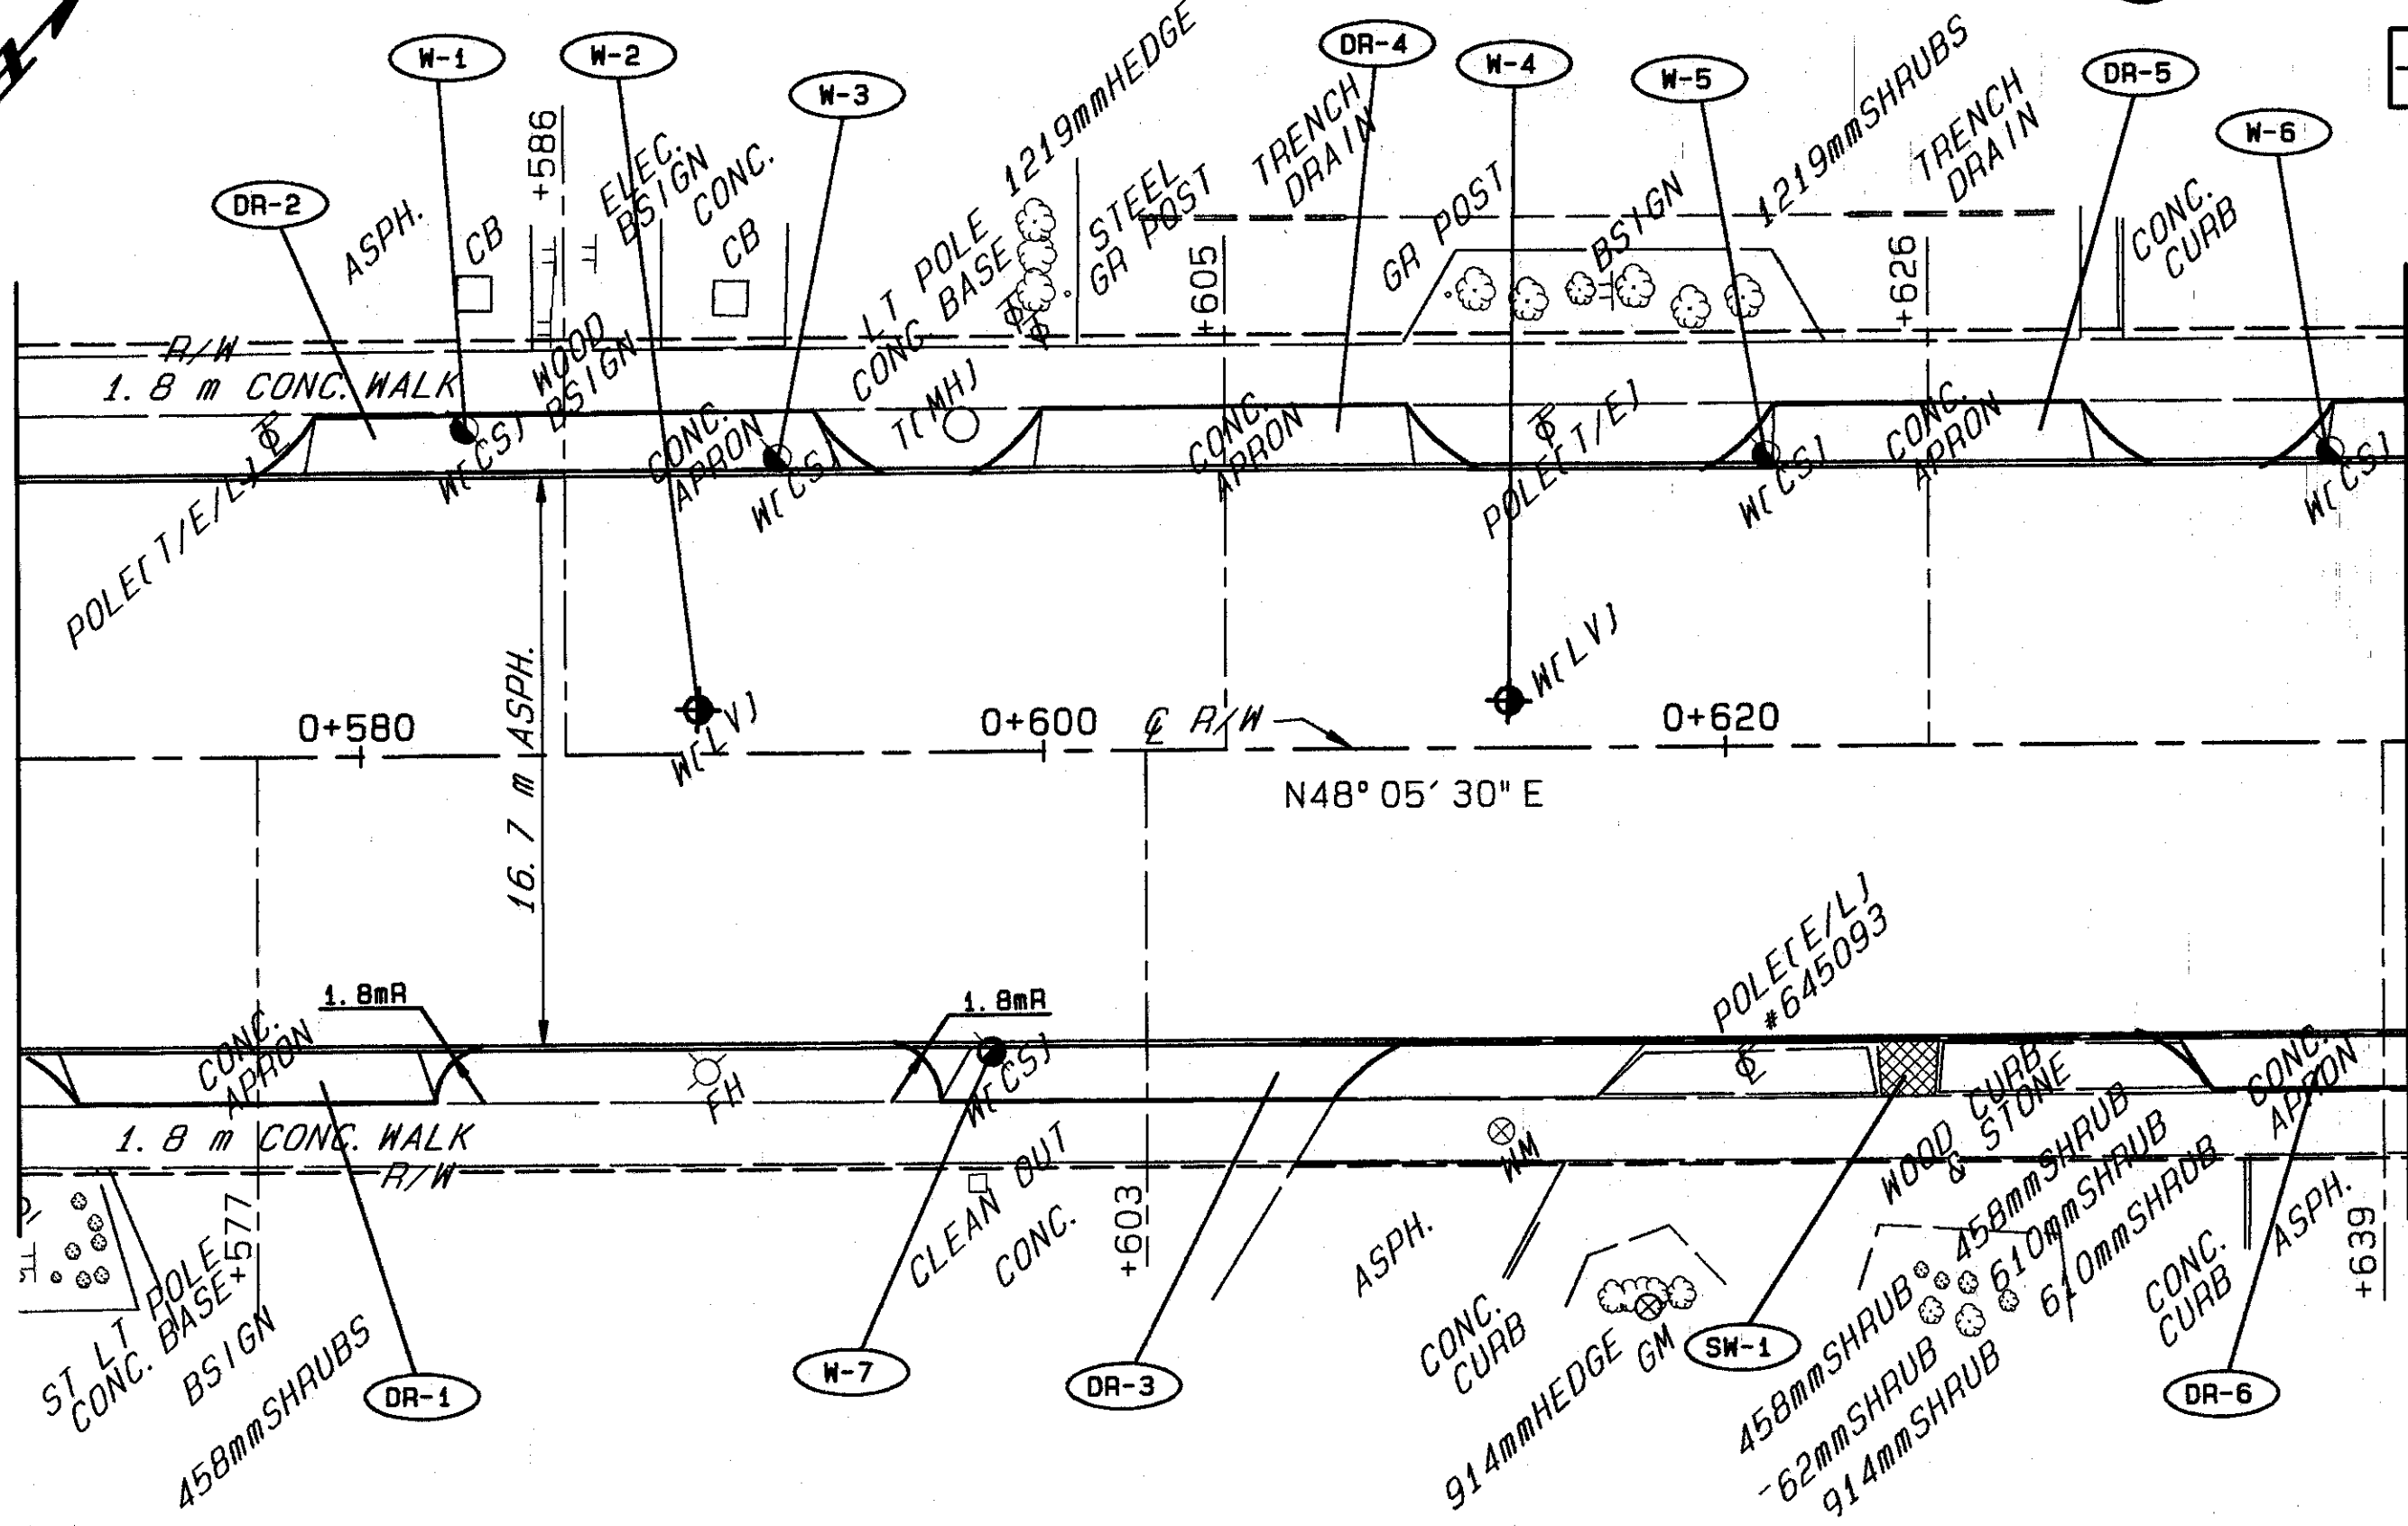 W-1
W-2
W-3
DR-4
W-4
W-5
DR-5
W-6
DR-2
ASPH.
CB
+586
ELEC.
BSIGN
CONC.
CB
1219mmHEDGE
LT POLE
CONC BASE
STEEL
GR POST
TRENCH
DRAIN
+605
GR POST
BSIGN
1219mmSHRUBS
TRENCH
DRAIN
+626
CONC.
CURB
R/W
1.8 m CONC. WALK
WOOD
BSIGN
POLE(T/E/L)
W(CS)
CONC.
APRON
W(CS)
T(MH)
CONC.
APRON
POLE(T/E)
W(CS)
CONC.
APRON
W(CS)
16.7 m ASPH.
W(LV)
W(LV)
0+580
0+600
℄ R/W
0+620
N48° 05′ 30" E
POLE(E/L)
#645093
1.8mR
1.8mR
CONC.
APRON
FH
W(CS)
WM
WOOD CURB
& STONE
CONC.
APRON
1.8 m CONC. WALK
R/W
+577
CLEAN OUT
CONC.
+603
ASPH.
CONC.
CURB
914mmHEDGE
GM
458mmSHRUB
610mmSHRUB
610mmSHRUB
458mmSHRUB
62mmSHRUB
914mmSHRUB
CONC.
CURB
ASPH.
+639
ST LT POLE
CONC. BASE
BSIGN
458mmSHRUBS
DR-1
W-7
DR-3
SW-1
DR-6